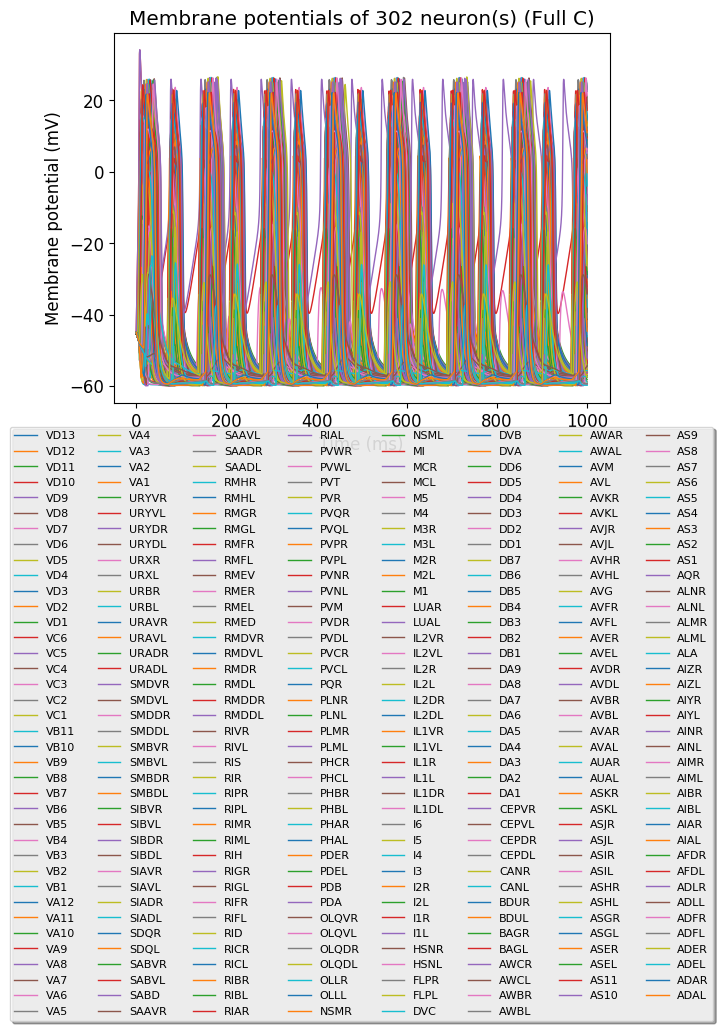 Membrane potentials of 302 neuron(s) (Full C)
Membrane potential (mV)
20
0
−20
−40
−60
0 200 400 600 800 1000
Time (ms)
VD13 VA4 SAAVL RIAL NSML DVB AWAR AS9
VD12 VA3 SAADR PVWR MI DVA AWAL AS8
VD11 VA2 SAADL PVWL MCR DD6 AVM AS7
VD10 VA1 RMHR PVT MCL DD5 AVL AS6
VD9 URYVR RMHL PVR M5 DD4 AVKR AS5
VD8 URYVL RMGR PVQR M4 DD3 AVKL AS4
VD7 URYDR RMGL PVQL M3R DD2 AVJR AS3
VD6 URYDL RMFR PVPR M3L DD1 AVJL AS2
VD5 URXR RMFL PVPL M2R DB7 AVHR AS1
VD4 URXL RMEV PVNR M2L DB6 AVHL AQR
VD3 URBR RMER PVNL M1 DB5 AVG ALNR
VD2 URBL RMEL PVM LUAR DB4 AVFR ALNL
VD1 URAVR RMED PVDR LUAL DB3 AVFL ALMR
VC6 URAVL RMDVR PVDL IL2VR DB2 AVER ALML
VC5 URADR RMDVL PVCR IL2VL DB1 AVEL ALA
VC4 URADL RMDR PVCL IL2R DA9 AVDR AIZR
VC3 SMDVR RMDL PQR IL2L DA8 AVDL AIZL
VC2 SMDVL RMDDR PLNR IL2DR DA7 AVBR AIYR
VC1 SMDDR RMDDL PLNL IL2DL DA6 AVBL AIYL
VB11 SMDDL RIVR PLMR IL1VR DA5 AVAR AINR
VB10 SMBVR RIVL PLML IL1VL DA4 AVAL AINL
VB9 SMBVL RIS PHCR IL1R DA3 AUAR AIMR
VB8 SMBDR RIR PHCL IL1L DA2 AUAL AIML
VB7 SMBDL RIPR PHBR IL1DR DA1 ASKR AIBR
VB6 SIBVR RIPL PHBL IL1DL CEPVR ASKL AIBL
VB5 SIBVL RIMR PHAR I6 CEPVL ASJR AIAR
VB4 SIBDR RIML PHAL I5 CEPDR ASJL AIAL
VB3 SIBDL RIH PDER I4 CEPDL ASIR AFDR
VB2 SIAVR RIGR PDEL I3 CANR ASIL AFDL
VB1 SIAVL RIGL PDB I2R CANL ASHR ADLR
VA12 SIADR RIFR PDA I2L BDUR ASHL ADLL
VA11 SIADL RIFL OLQVR I1R BDUL ASGR ADFR
VA10 SDQR RID OLQVL I1L BAGR ASGL ADFL
VA9 SDQL RICR OLQDR HSNR BAGL ASER ADER
VA8 SABVR RICL OLQDL HSNL AWCR ASEL ADEL
VA7 SABVL RIBR OLLR FLPR AWCL AS11 ADAR
VA6 SABD RIBL OLLL FLPL AWBR AS10 ADAL
VA5 SAAVR RIAR NSMR DVC AWBL